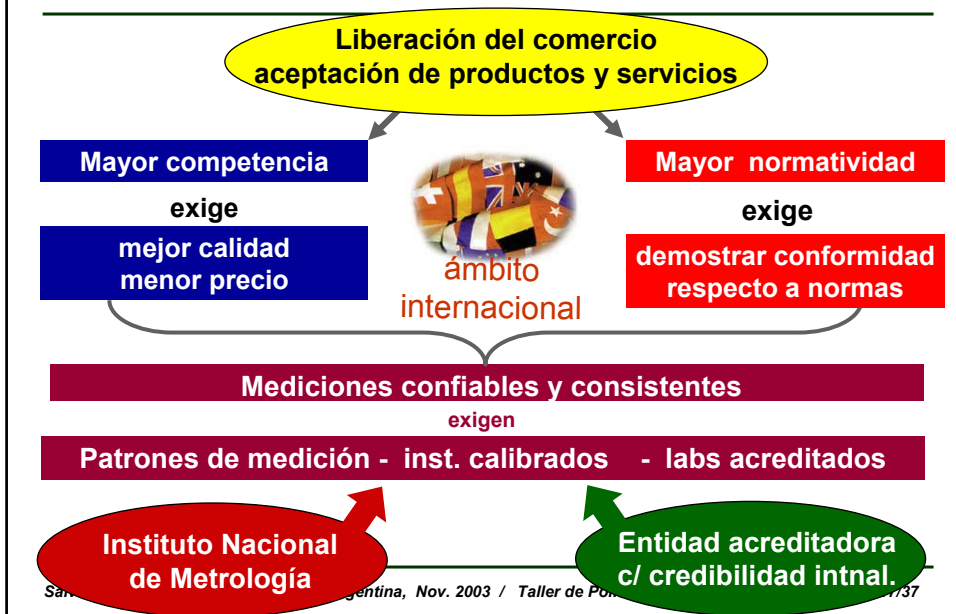 Liberación del comercio
aceptación de productos y servicios
Mayor competencia
exige
mejor calidad
menor precio
ámbito
internacional
Mayor normatividad
exige
demostrar conformidad
respecto a normas
Mediciones confiables y consistentes
exigen
Patrones de medición - inst. calibrados - labs acreditados
Instituto Nacional
de Metrología
Entidad acreditadora
c/ credibilidad intnal.
Nov. 2003 / Taller de